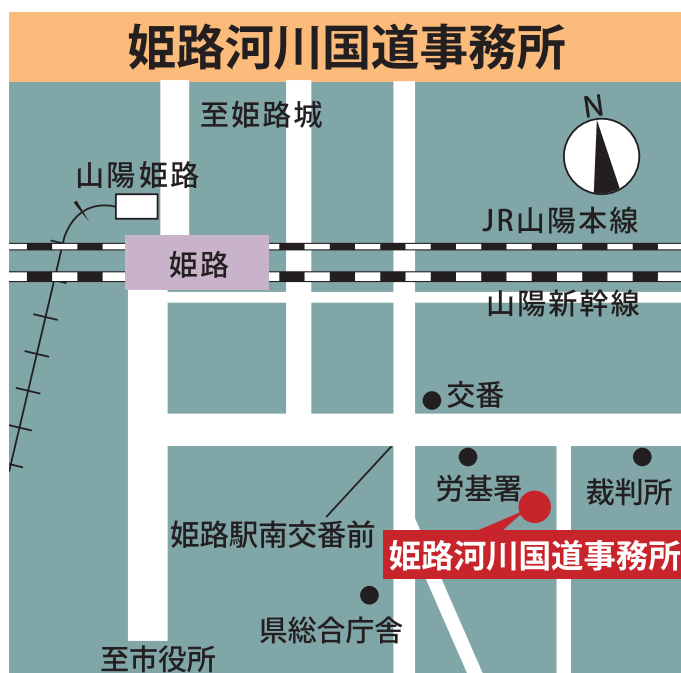 姫路河川国道事務所
至姫路城
N
山陽姫路
JR山陽本線
姫路
山陽新幹線
交番
労基署
裁判所
姫路駅南交番前
姫路河川国道事務所
県総合庁舎
至市役所